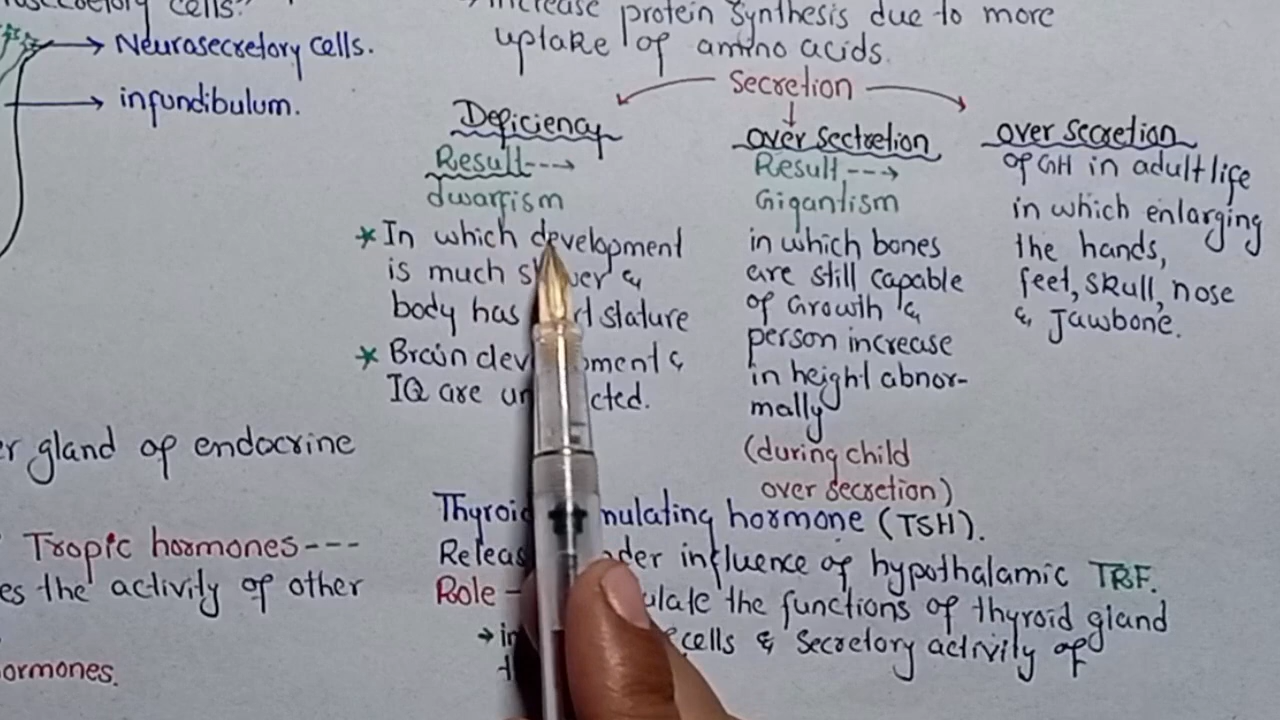 cells.
Neurosecretory cells.
infundibulum.
increase protein synthesis due to more
uptake of amino acids.
Secretion
Deficiency
Result--->
dwarfism
* In which development
is much &
body has stature
* Brain &
IQ are
over sectretion
Result--->
Gigantism
in which bones
are still capable
of Growth &
person increase
in height abnor-
mally
(during child
over secretion)
over secretion
of GH in adult life
in which enlarging
the hands,
feet, skull, nose
& Jawbone.
gland of endocrine
Tropic hormones---
the activity of other
hormones.
hormone (TSH).
influence of hypothalamic TRF.
Role - the functions of thyroid gland
cells & secretory activity of